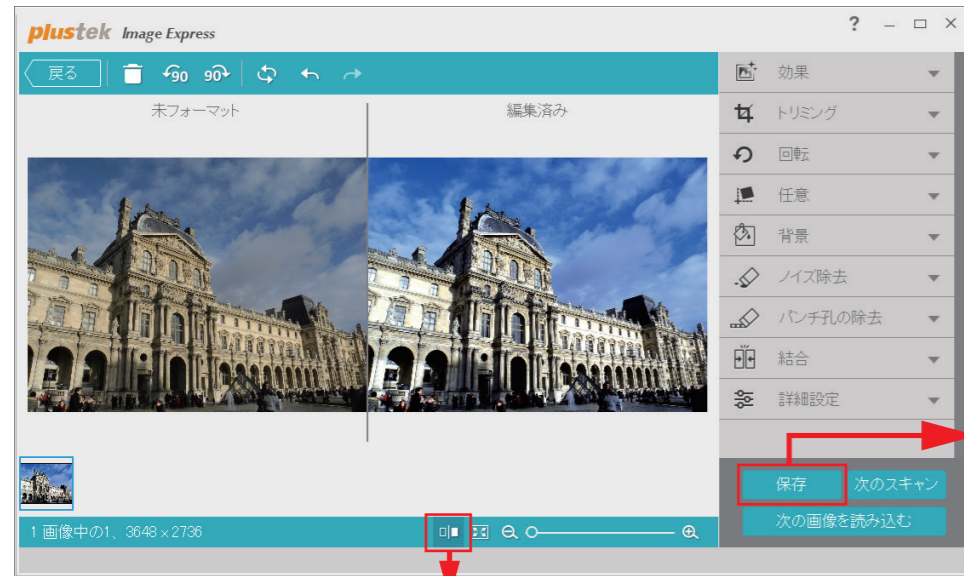 plustek Image Express
?
戻る
90 90
未フォーマット
編集済み
効果
トリミング
回転
任意
背景
ノイズ除去
パンチ孔の除去
結合
詳細設定
保存
次のスキャン
次の画像を読み込む
1 画像中の1、3648×2736